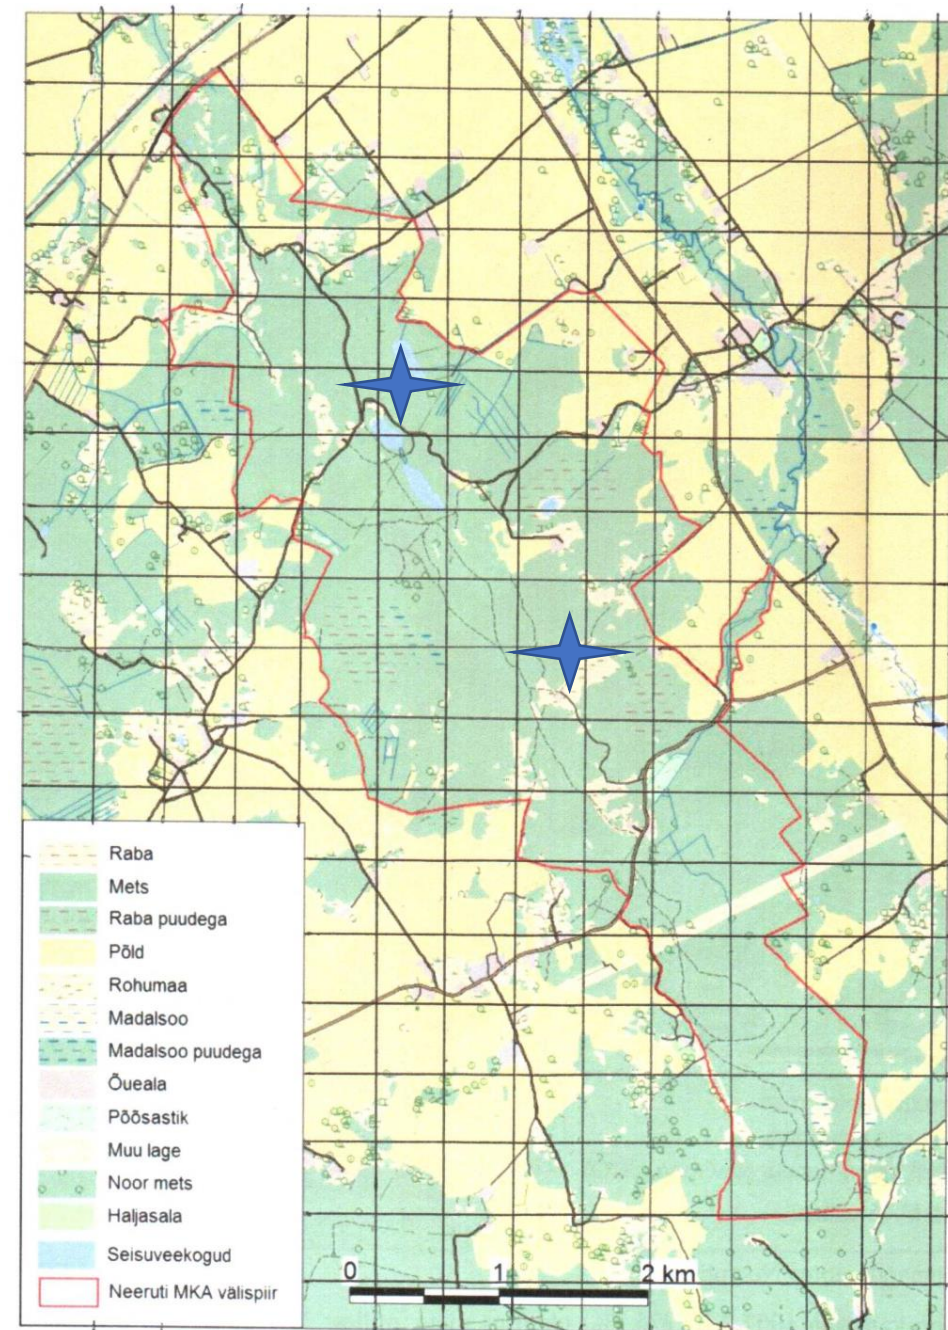 Raba
Mets
Raba puudega
Põld
Rohumaa
Madalsoo
Madalsoo puudega
Õueala
Põõsastik
Muu lage
Noor mets
Haljasala
Seisuveekogud
Neeruti MKA välispiir
0 1 2 km